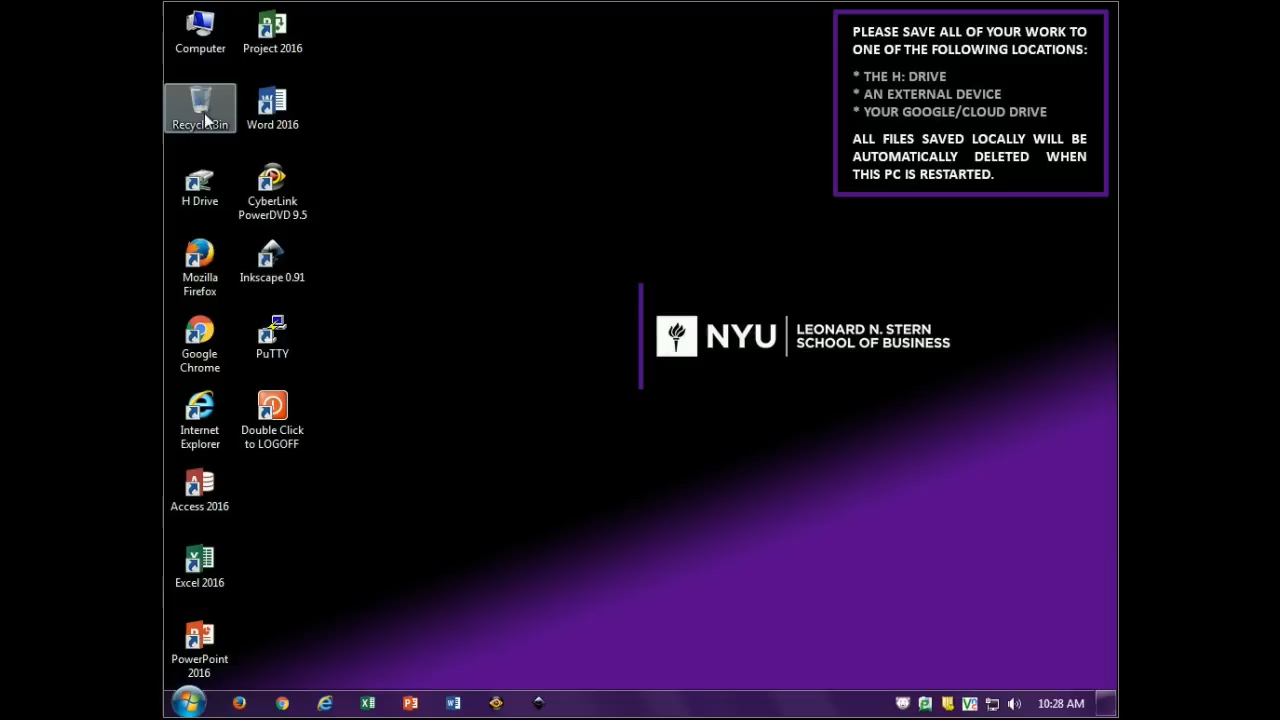 Computer
Project 2016
Recycle Bin
Word 2016
H Drive
CyberLink
PowerDVD 9.5
Mozilla
Firefox
Inkscape 0.91
Google
Chrome
PuTTY
Internet
Explorer
Double Click
to LOGOFF
Access 2016
Excel 2016
PowerPoint
2016
PLEASE SAVE ALL OF YOUR WORK TO
ONE OF THE FOLLOWING LOCATIONS:
* THE H: DRIVE
* AN EXTERNAL DEVICE
* YOUR GOOGLE/CLOUD DRIVE
ALL FILES SAVED LOCALLY WILL BE
AUTOMATICALLY DELETED WHEN
THIS PC IS RESTARTED.
NYU
LEONARD N. STERN
SCHOOL OF BUSINESS
10:28 AM